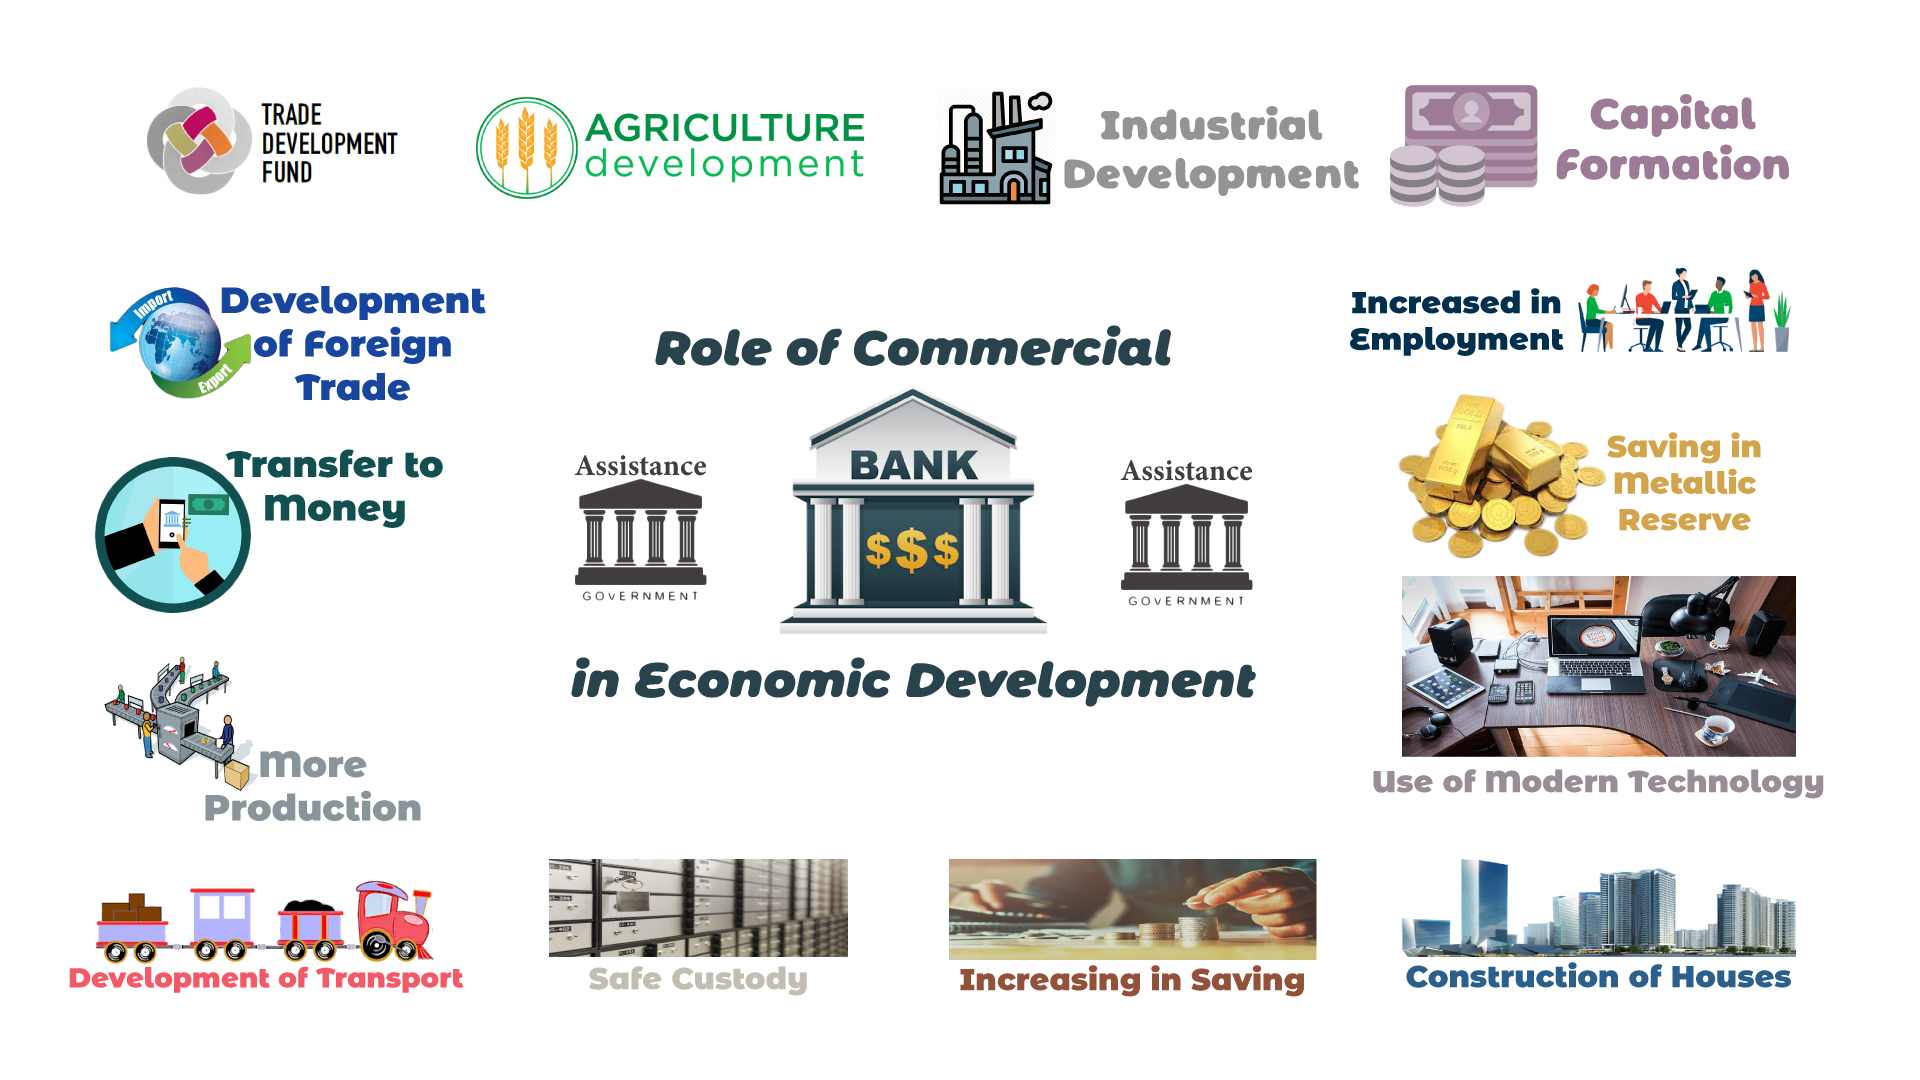 TRADE
DEVELOPMENT
FUND
AGRICULTURE
development
Industrial
Development
Capital
Formation
Import
Export
Development
of Foreign
Trade
Role of Commercial
Increased in
Employment
Transfer to
Money
Assistance
GOVERNMENT
BANK
$$$
Assistance
GOVERNMENT
Saving in
Metallic
Reserve
in Economic Development
More
Production
Use of Modern Technology
Development of Transport
Safe Custody
Increasing in Saving
Construction of Houses